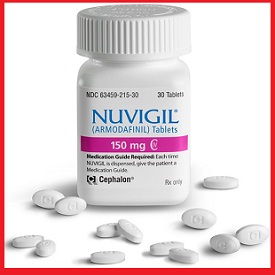 NDC 63459-215-30 30 Tablets
NUVIGIL®
(ARMODAFINIL) Tablets
150 mg CIV
Medication Guide Required: Each time
NUVIGIL is dispensed, give the patient a
Medication Guide.
Cephalon® Rx only